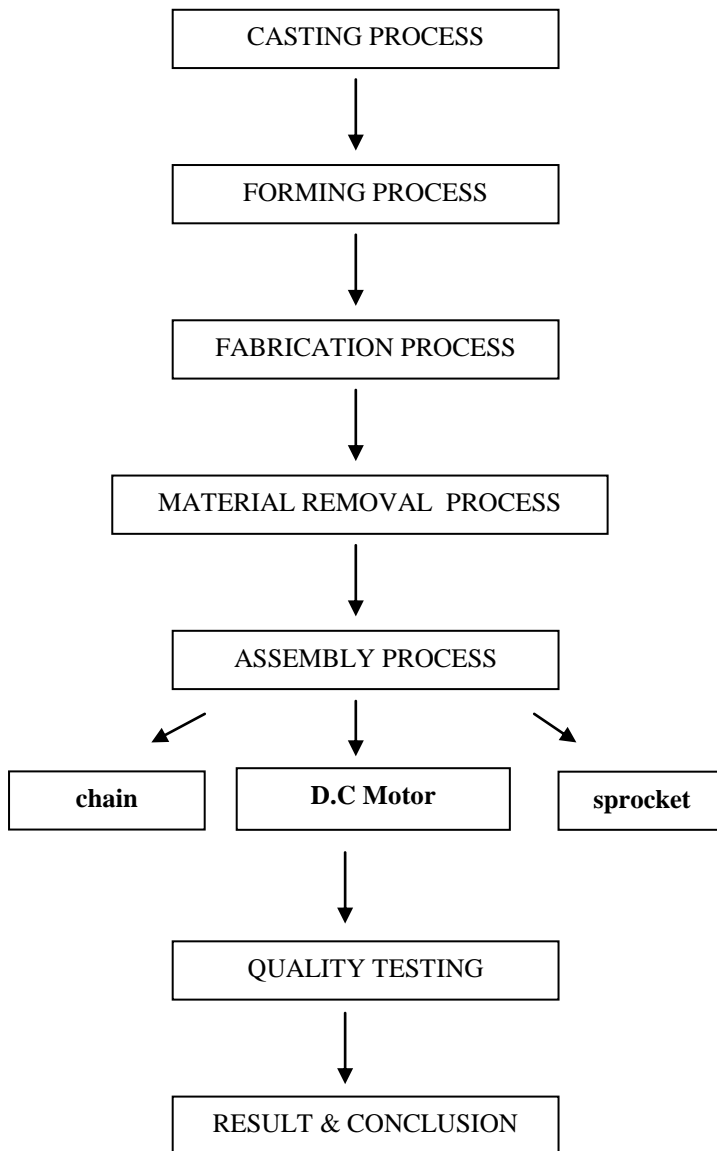 CASTING PROCESS
FORMING PROCESS
FABRICATION PROCESS
MATERIAL REMOVAL  PROCESS
ASSEMBLY PROCESS
chain
D.C Motor
sprocket
QUALITY TESTING
RESULT & CONCLUSION